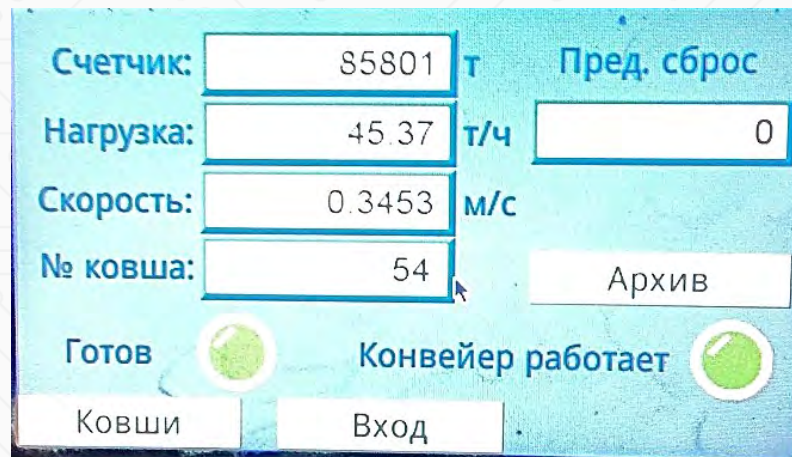 Счетчик: 85801 т Пред. сброс
Нагрузка: 45.37 т/ч 0
Скорость: 0.3453 м/с
№ ковша: 54 Архив
Готов Конвейер работает
Ковши Вход